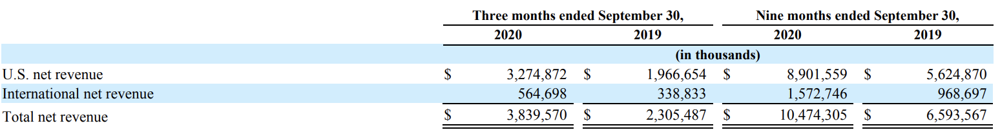 Three months ended September 30, Nine months ended September 30,
2020 2019 2020 2019
(in thousands)
U.S. net revenue $ 3,274,872 $ 1,966,654 $ 8,901,559 $ 5,624,870
International net revenue 564,698 338,833 1,572,746 968,697
Total net revenue $ 3,839,570 $ 2,305,487 $ 10,474,305 $ 6,593,567